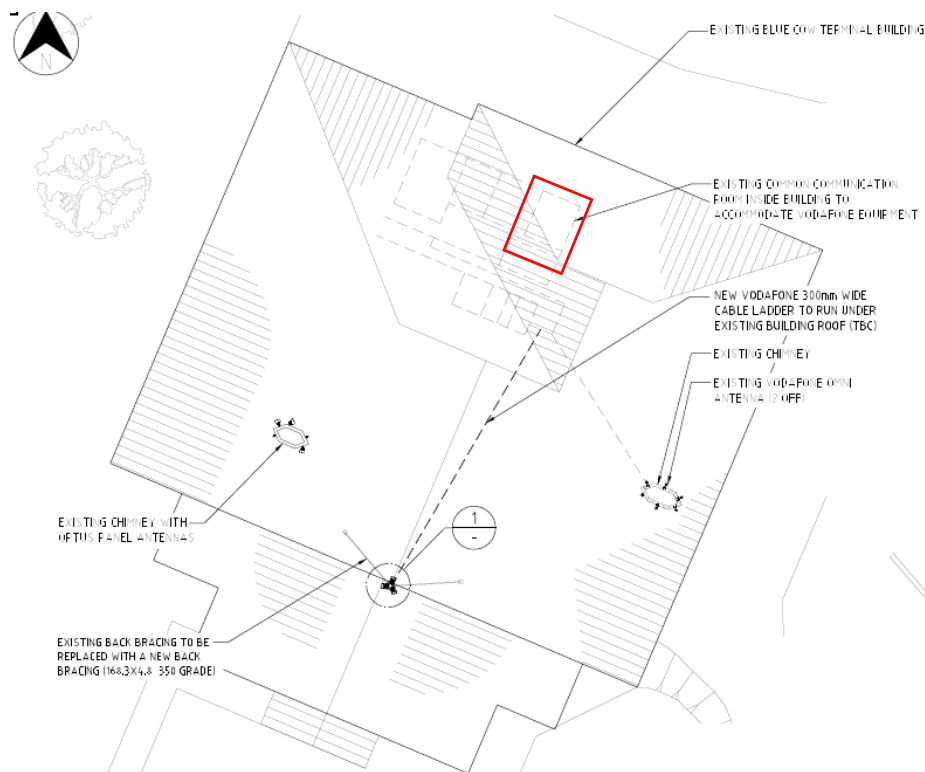 N
EXISTING BLUE COW TERMINAL BUILDING
EXISTING COMMON COMMUNICATION
ROOM INSIDE BUILDING TO
ACCOMMODATE VODAFONE EQUIPMENT
NEW VODAFONE 300mm WIDE
CABLE LADDER TO RUN UNDER
EXISTING BUILDING ROOF (TBC)
EXISTING CHIMNEY
EXISTING VODAFONE OMNI
ANTENNA (2 OFF)
EXISTING CHIMNEY WITH
OPTUS PANEL ANTENNAS
1
-
EXISTING BACK BRACING TO BE
REPLACED WITH A NEW BACK
BRACING (168.3X4.8 350 GRADE)